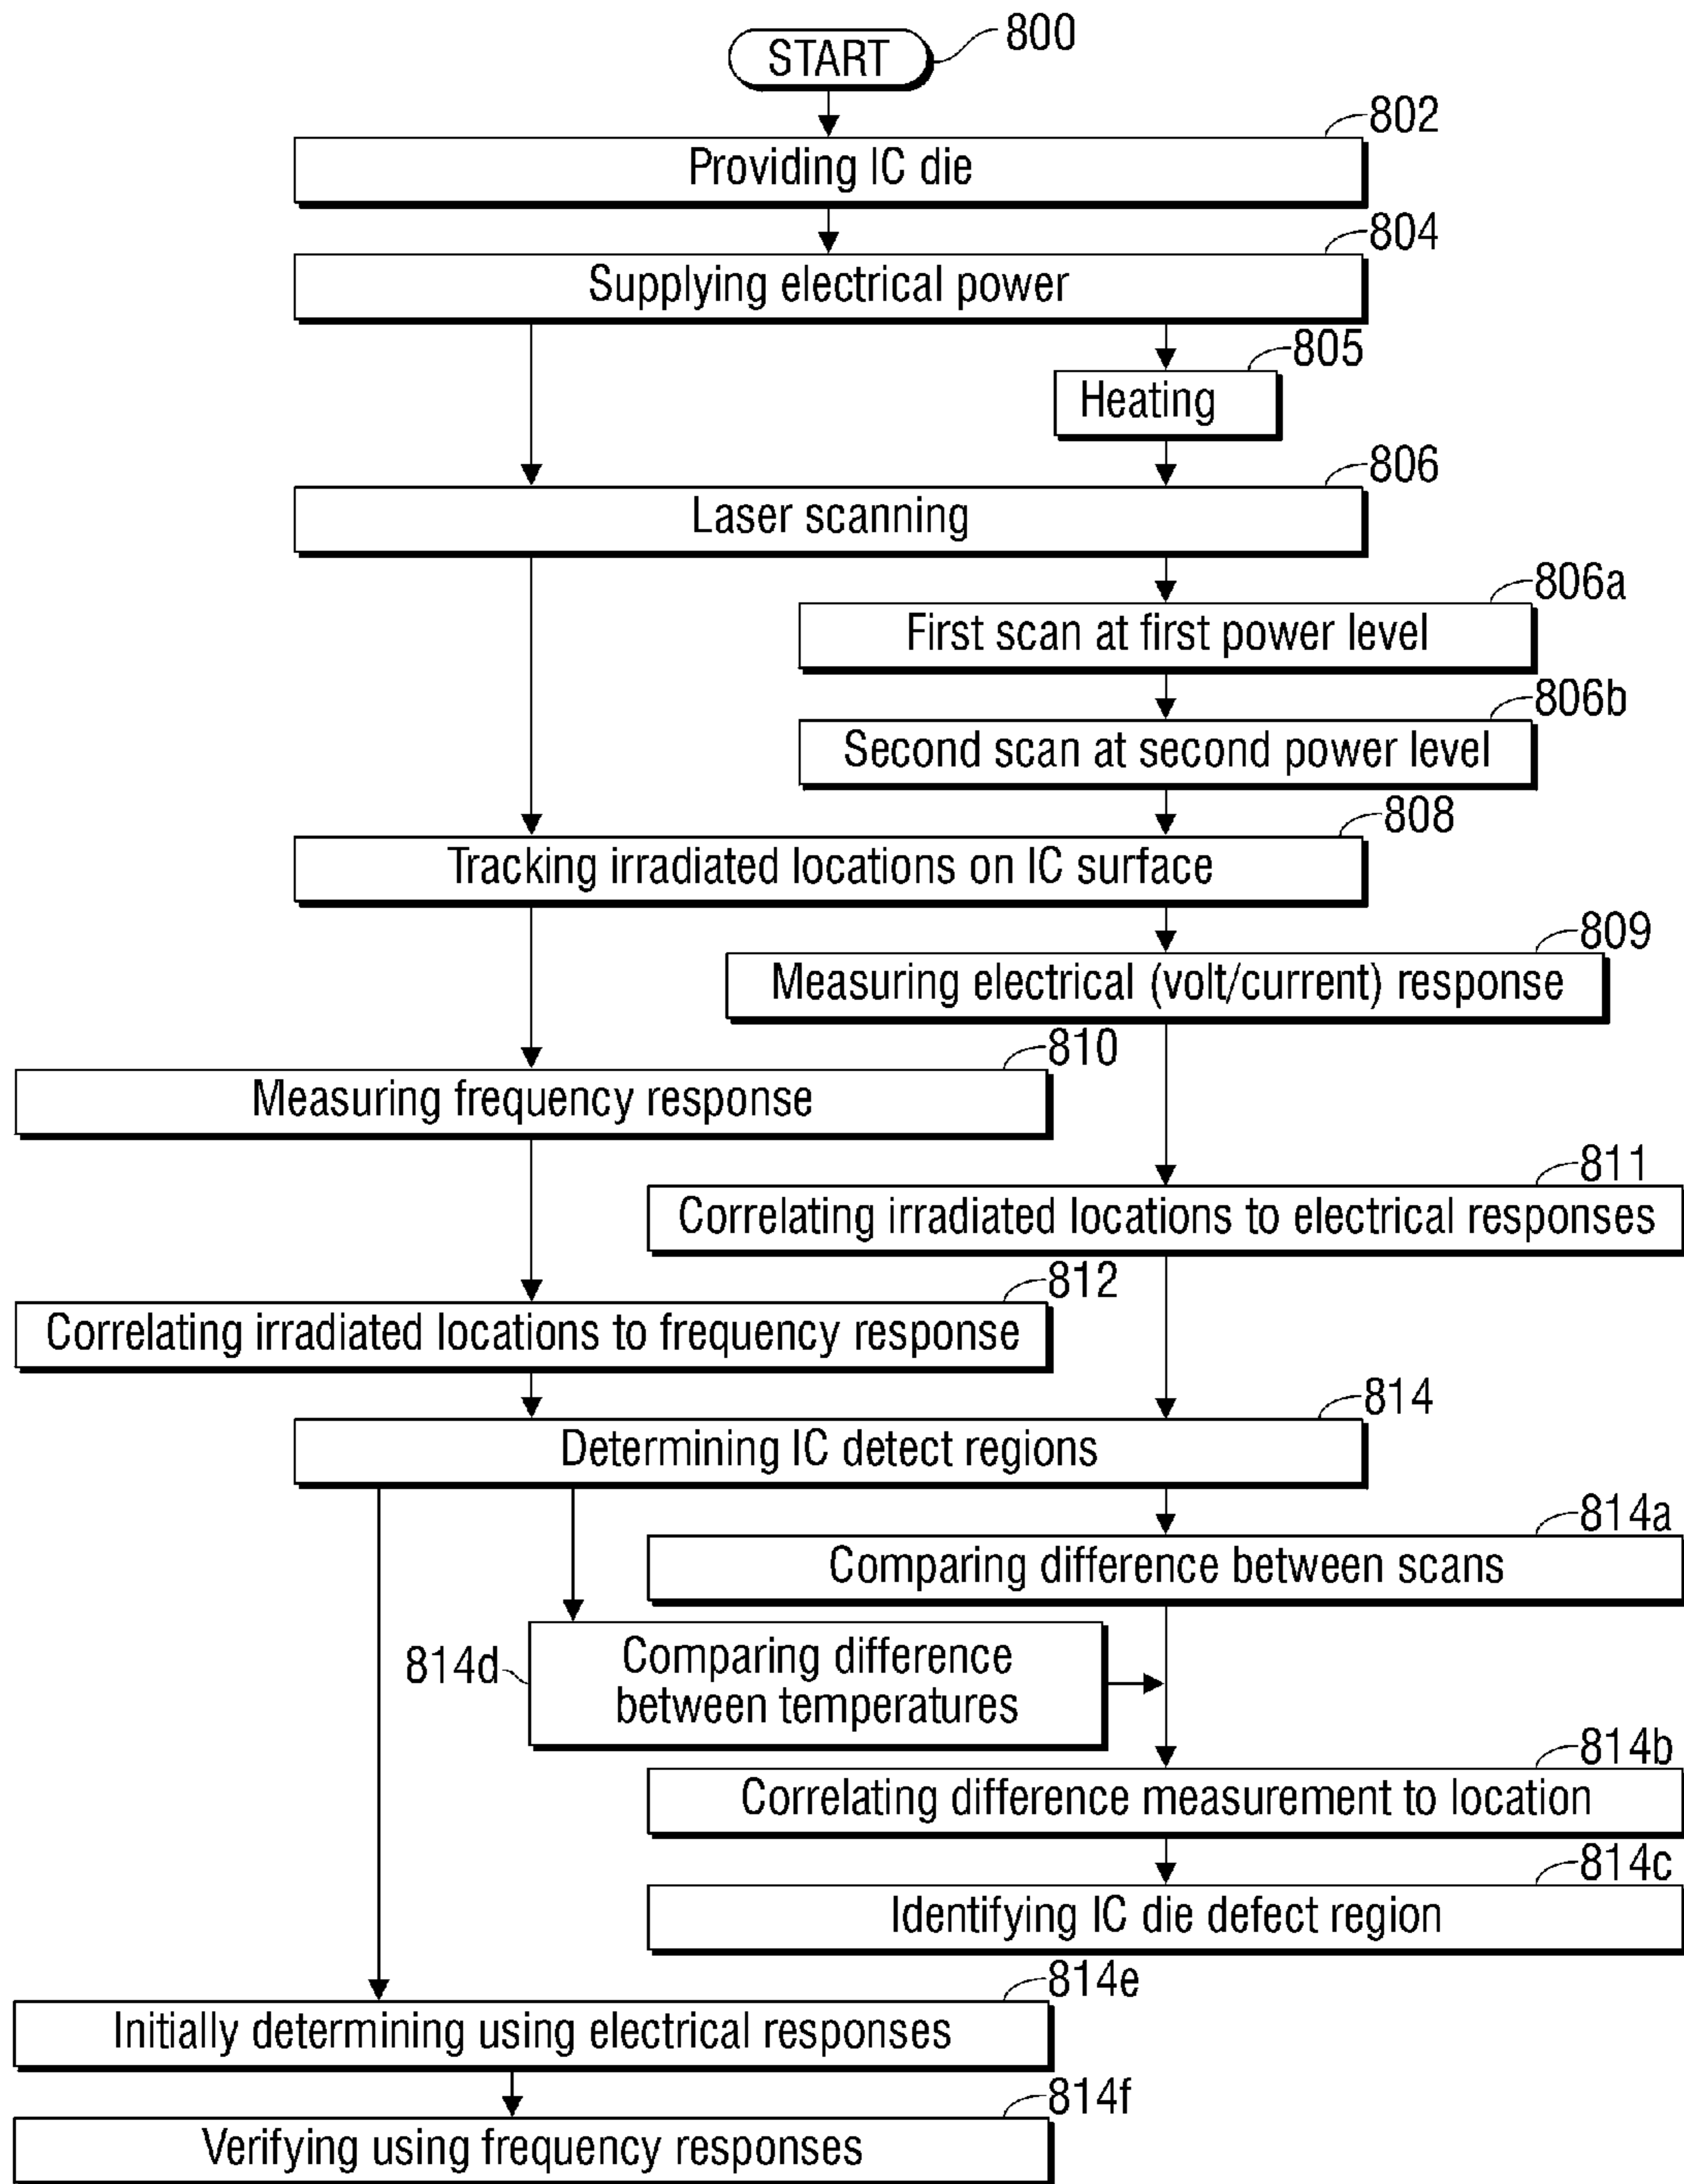 START
800
802
Providing IC die
804
Supplying electrical power
805
Heating
806
Laser scanning
806a
First scan at first power level
806b
Second scan at second power level
808
Tracking irradiated locations on IC surface
809
Measuring electrical (volt/current) response
810
Measuring frequency response
811
Correlating irradiated locations to electrical responses
812
Correlating irradiated locations to frequency response
814
Determining IC detect regions
814a
Comparing difference between scans
814d
Comparing difference
between temperatures
814b
Correlating difference measurement to location
814c
Identifying IC die defect region
814e
Initially determining using electrical responses
814f
Verifying using frequency responses